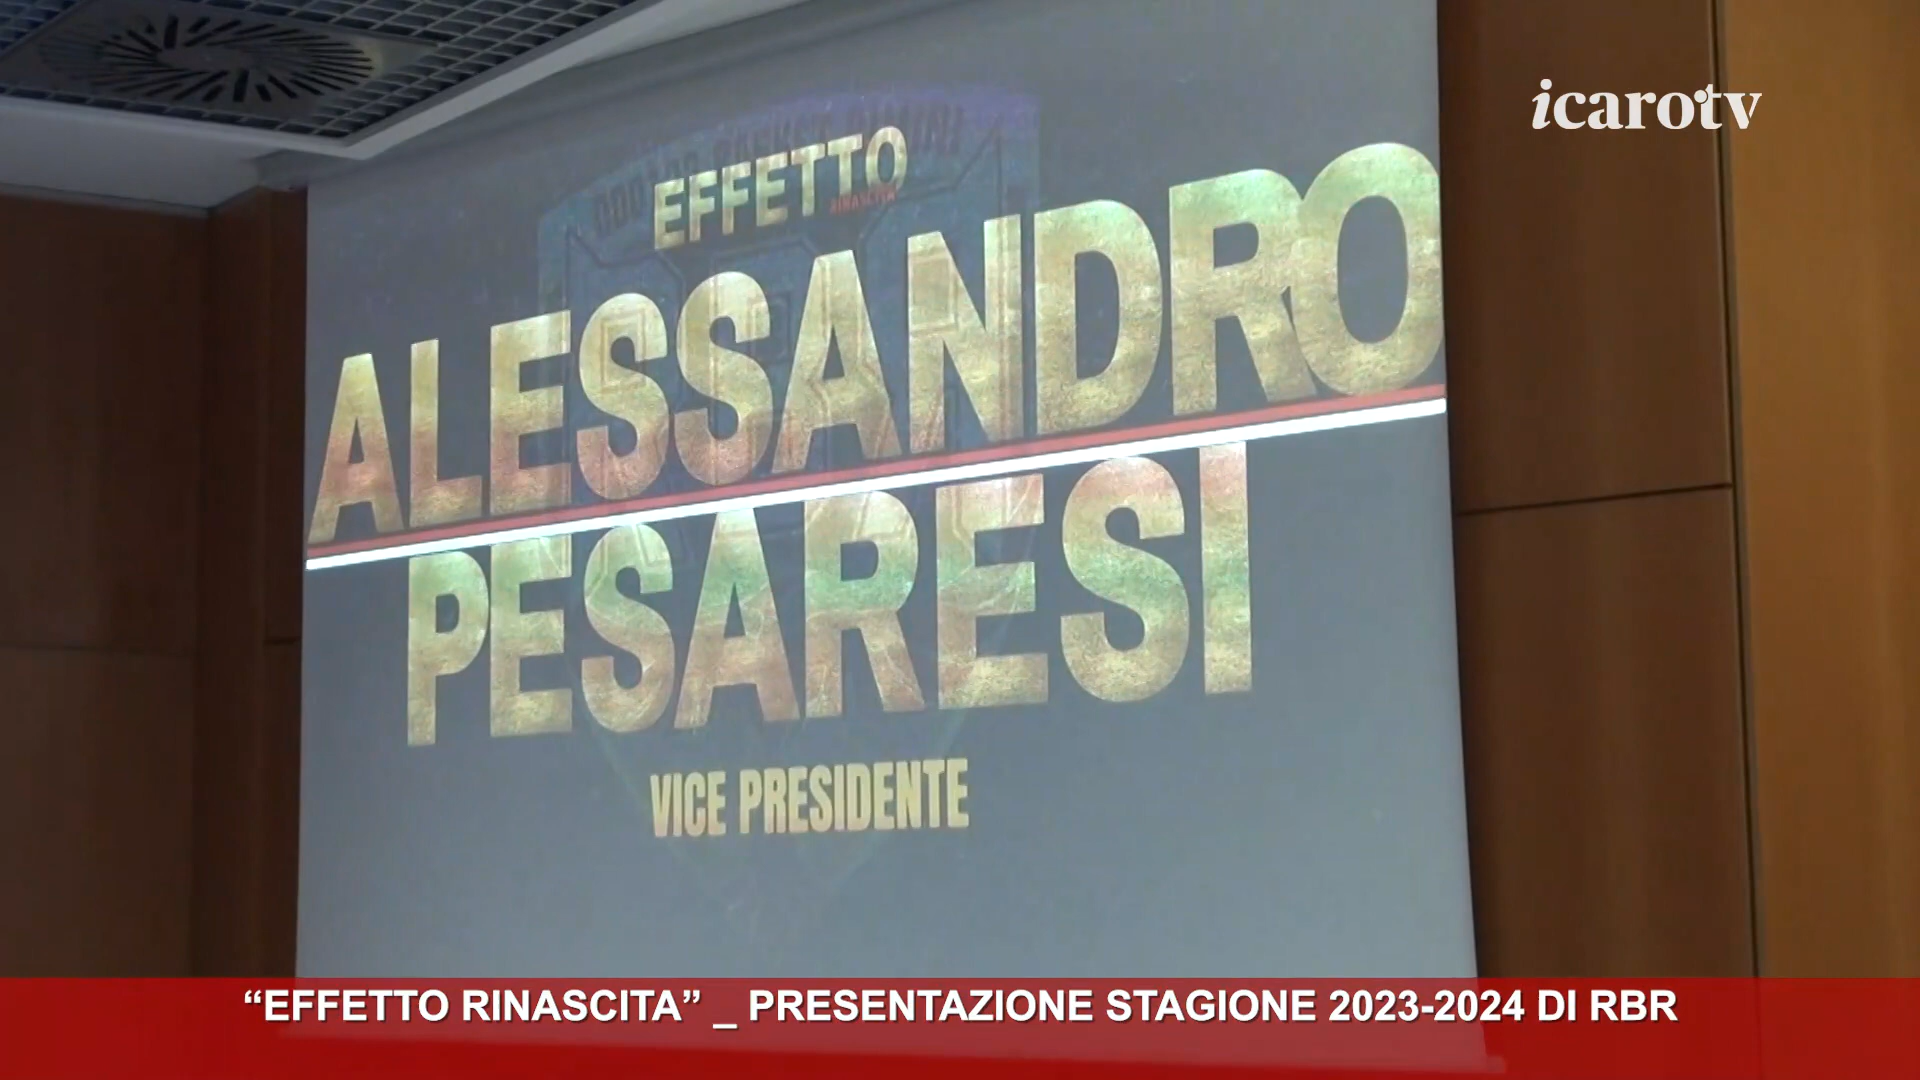 icarotv
EFFETTO
RINASCITA
ALESSANDRO
PESARESI
VICE PRESIDENTE
“EFFETTO RINASCITA” _ PRESENTAZIONE STAGIONE 2023-2024 DI RBR